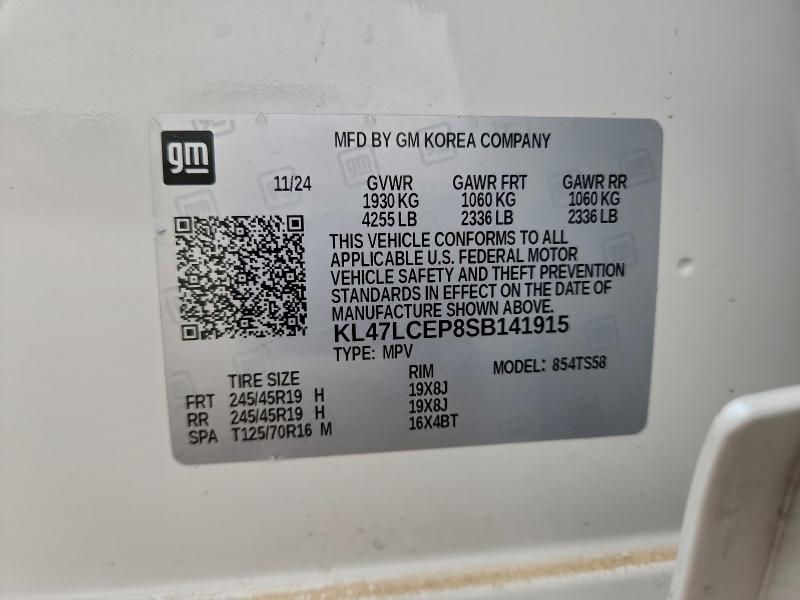 gm
MFD BY GM KOREA COMPANY
11/24 GVWR GAWR FRT GAWR RR
1930 KG 1060 KG 1060 KG
4255 LB 2336 LB 2336 LB
THIS VEHICLE CONFORMS TO ALL
APPLICABLE U.S. FEDERAL MOTOR
VEHICLE SAFETY AND THEFT PREVENTION
STANDARDS IN EFFECT ON THE DATE OF
MANUFACTURE SHOWN ABOVE.
KL47LCEP8SB141915
TYPE: MPV MODEL: 854TS58
TIRE SIZE RIM
FRT 245/45R19 H 19X8J
RR 245/45R19 H 19X8J
SPA T125/70R16 M 16X4BT